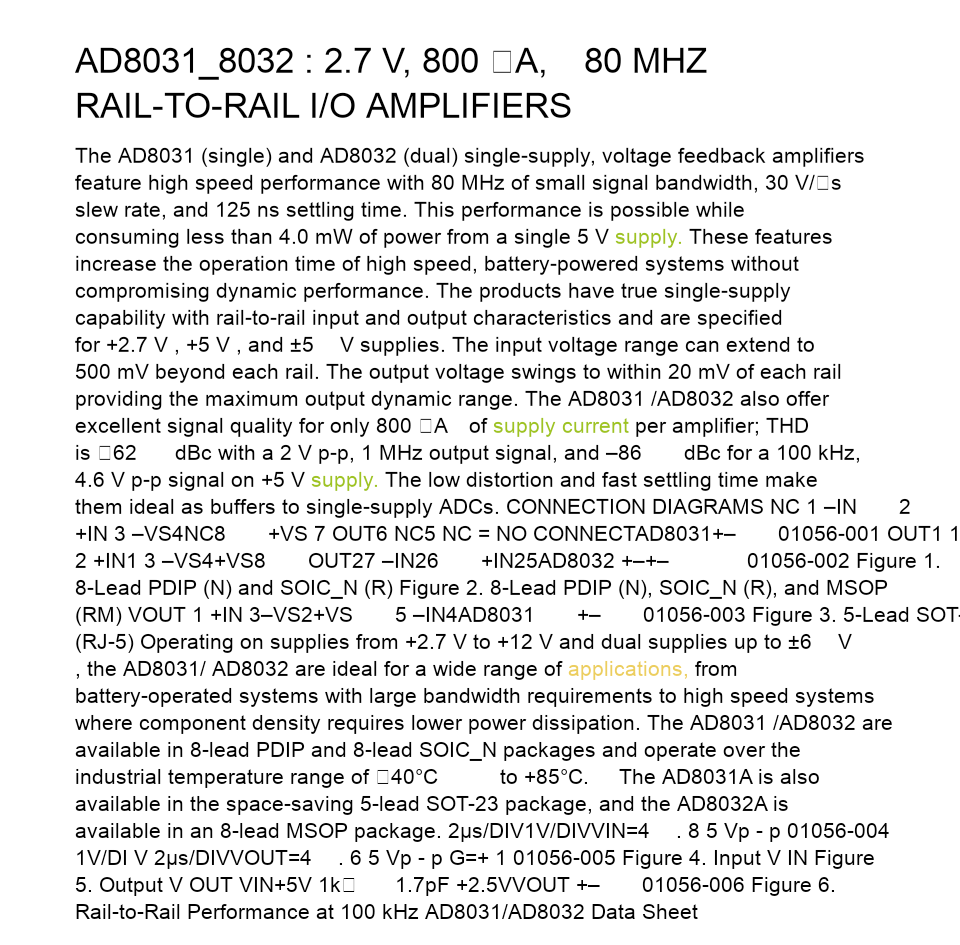 AD8031_8032 : 2.7 V, 800 □A, 80 MHZ
RAIL-TO-RAIL I/O AMPLIFIERS
The AD8031 (single) and AD8032 (dual) single-supply, voltage feedback amplifiers
feature high speed performance with 80 MHz of small signal bandwidth, 30 V/□s
slew rate, and 125 ns settling time. This performance is possible while
consuming less than 4.0 mW of power from a single 5 V supply. These features
increase the operation time of high speed, battery-powered systems without
compromising dynamic performance. The products have true single-supply
capability with rail-to-rail input and output characteristics and are specified
for +2.7 V , +5 V , and ±5 V supplies. The input voltage range can extend to
500 mV beyond each rail. The output voltage swings to within 20 mV of each rail
providing the maximum output dynamic range. The AD8031 /AD8032 also offer
excellent signal quality for only 800 □A of supply current per amplifier; THD
is □62 dBc with a 2 V p-p, 1 MHz output signal, and –86 dBc for a 100 kHz,
4.6 V p-p signal on +5 V supply. The low distortion and fast settling time make
them ideal as buffers to single-supply ADCs. CONNECTION DIAGRAMS NC 1 –IN 2
+IN 3 –VS4NC8 +VS 7 OUT6 NC5 NC = NO CONNECTAD8031+– 01056-001 OUT1 1
2 +IN1 3 –VS4+VS8 OUT27 –IN26 +IN25AD8032 +–+– 01056-002 Figure 1.
8-Lead PDIP (N) and SOIC_N (R) Figure 2. 8-Lead PDIP (N), SOIC_N (R), and MSOP
(RM) VOUT 1 +IN 3–VS2+VS 5 –IN4AD8031 +– 01056-003 Figure 3. 5-Lead SOT-
(RJ-5) Operating on supplies from +2.7 V to +12 V and dual supplies up to ±6 V
, the AD8031/ AD8032 are ideal for a wide range of applications, from
battery-operated systems with large bandwidth requirements to high speed systems
where component density requires lower power dissipation. The AD8031 /AD8032 are
available in 8-lead PDIP and 8-lead SOIC_N packages and operate over the
industrial temperature range of □40°C to +85°C. The AD8031A is also
available in the space-saving 5-lead SOT-23 package, and the AD8032A is
available in an 8-lead MSOP package. 2µs/DIV1V/DIVVIN=4 . 8 5 Vp - p 01056-004
1V/DI V 2µs/DIVVOUT=4 . 6 5 Vp - p G=+ 1 01056-005 Figure 4. Input V IN Figure
5. Output V OUT VIN+5V 1k□ 1.7pF +2.5VVOUT +– 01056-006 Figure 6.
Rail-to-Rail Performance at 100 kHz AD8031/AD8032 Data Sheet